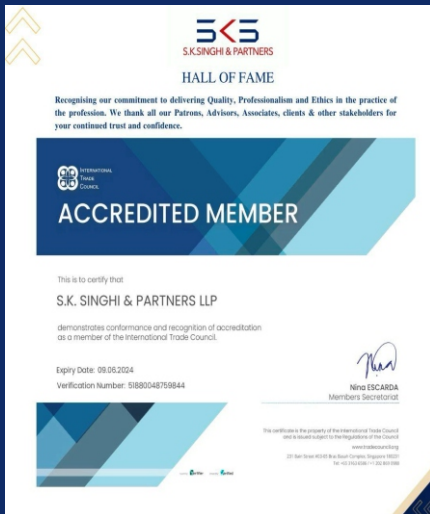 SKS
S.K.SINGHI & PARTNERS
HALL OF FAME
Recognising our commitment to delivering Quality, Professionalism and Ethics in the practice of
the profession. We thank all our Patrons, Advisors, Associates, clients & other stakeholders for
your continued trust and confidence.
INTERNATIONAL
TRADE
COUNCIL
ACCREDITED MEMBER
This is to certify that
S.K. SINGHI & PARTNERS LLP
demonstrates conformance and recognition of accreditation
as a member of the International Trade Council.
Expiry Date: 09.06.2024
Verification Number: 51880048759844
Nina ESCARDA
Members Secretariat
This certificate is the property of the International Trade Council
and is issued subject to the Regulations of the Council
www.tradecouncil.org